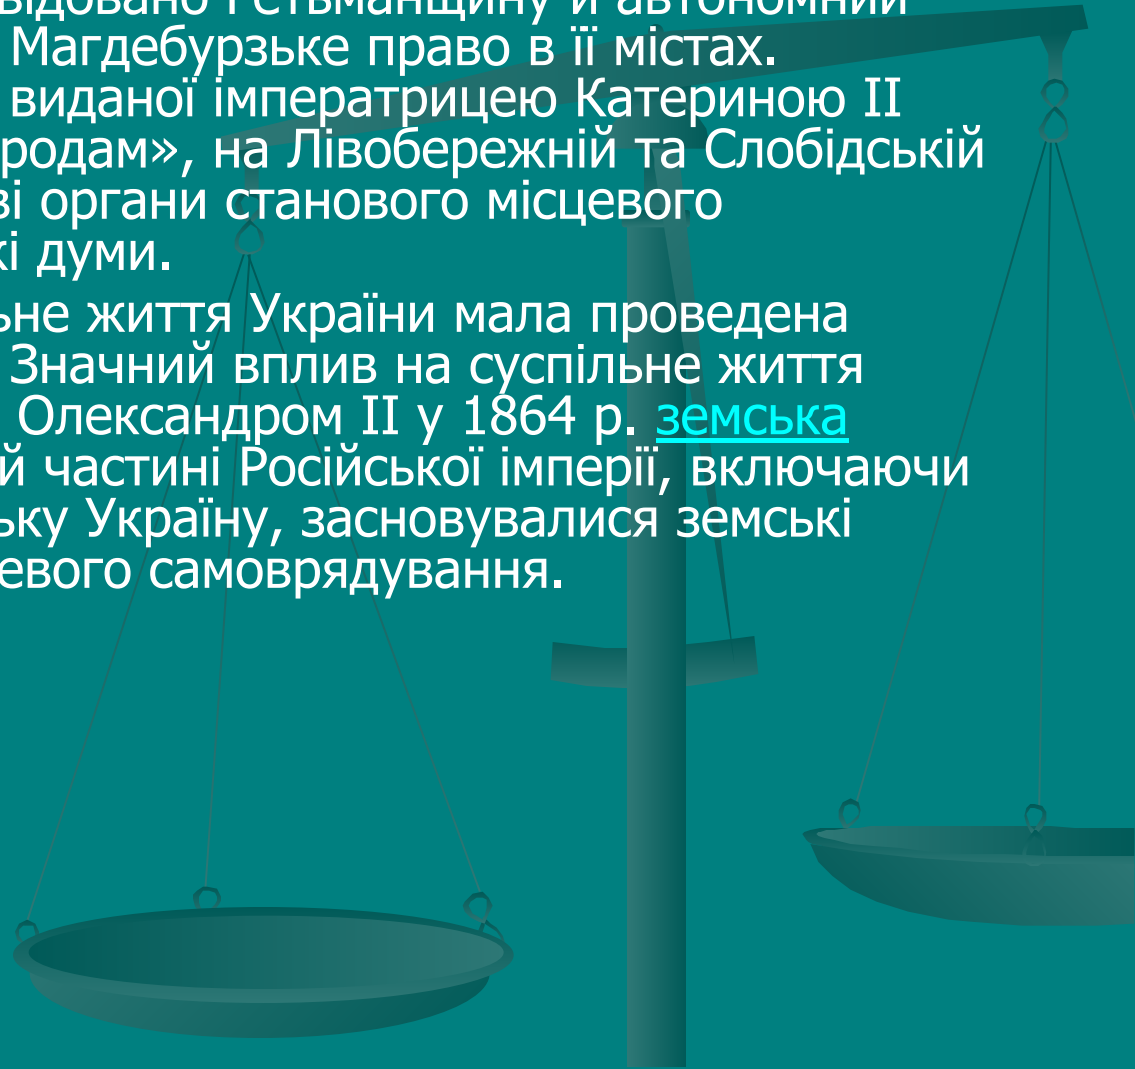 Гетьманщину й автономний
Магдебурзьке право в її містах.
виданої імператрицею Катериною II
родам», на Лівобережній та Слобідській
ві органи станового місцевого
кі думи.
ьне життя України мала проведена
Значний вплив на суспільне життя
Олександром II у 1864 р. земська
й частині Російської імперії, включаючи
ьку Україну, засновувалися земські
евого самоврядування.